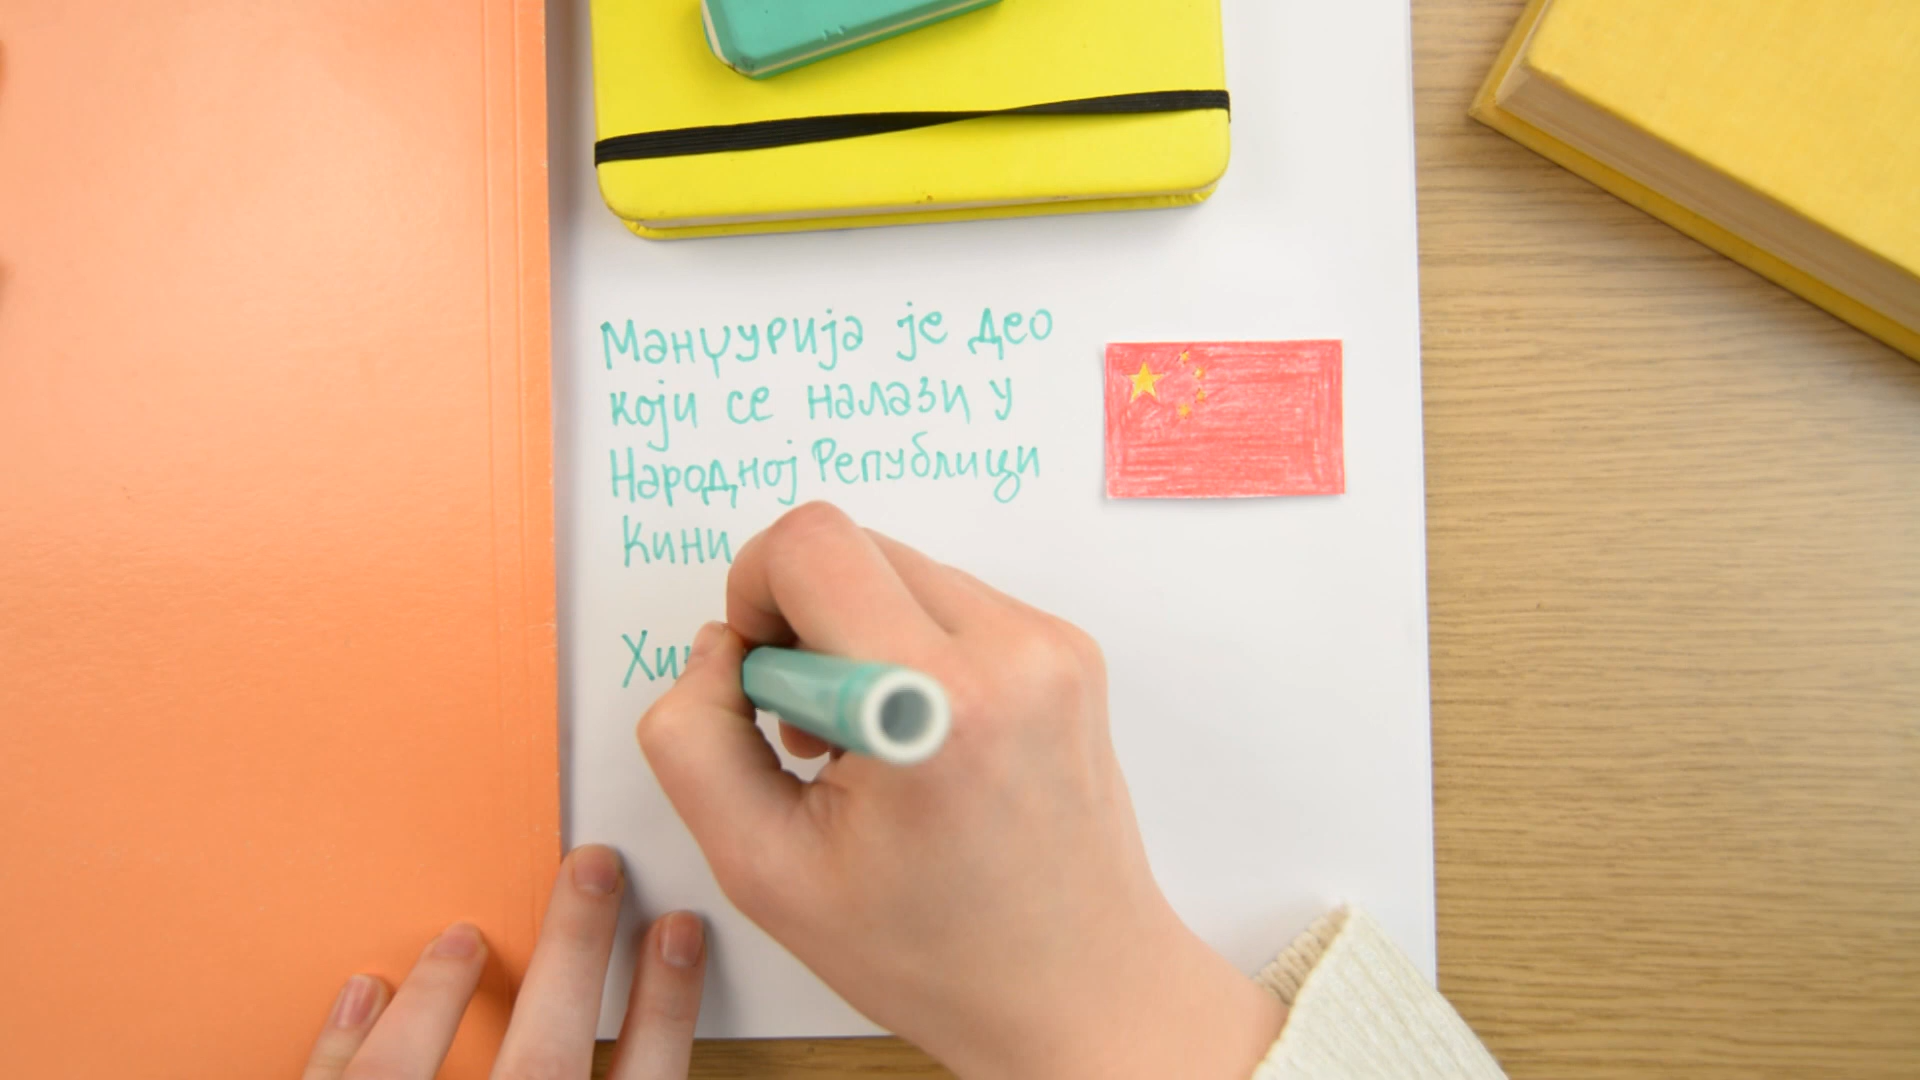 Манџурија је део
који се налази у
Народној Републици
Кини